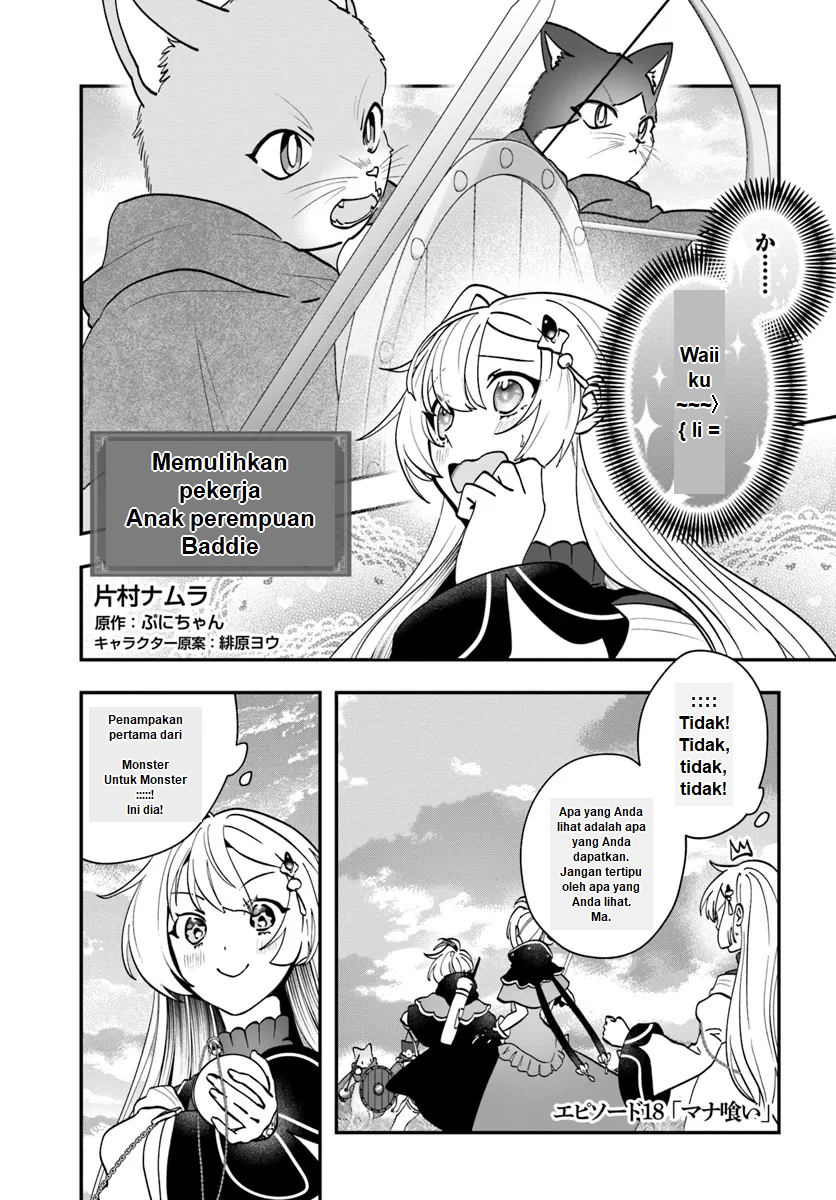 か……
Waii
ku
~~~〉
{ li =
Memulihkan
pekerja
Anak perempuan
Baddie
片村ナムラ
原作：ぷにちゃん
キャラクター原案：緋原ヨウ
::::
Tidak!
Tidak,
tidak,
tidak!
Apa yang Anda
lihat adalah apa
yang Anda
dapatkan.
Jangan tertipu
oleh apa yang
Anda lihat.
Ma.
エピソード18「マナ喰い」
Penampakan
pertama dari
Monster
Untuk Monster
:::::!
Ini dia!